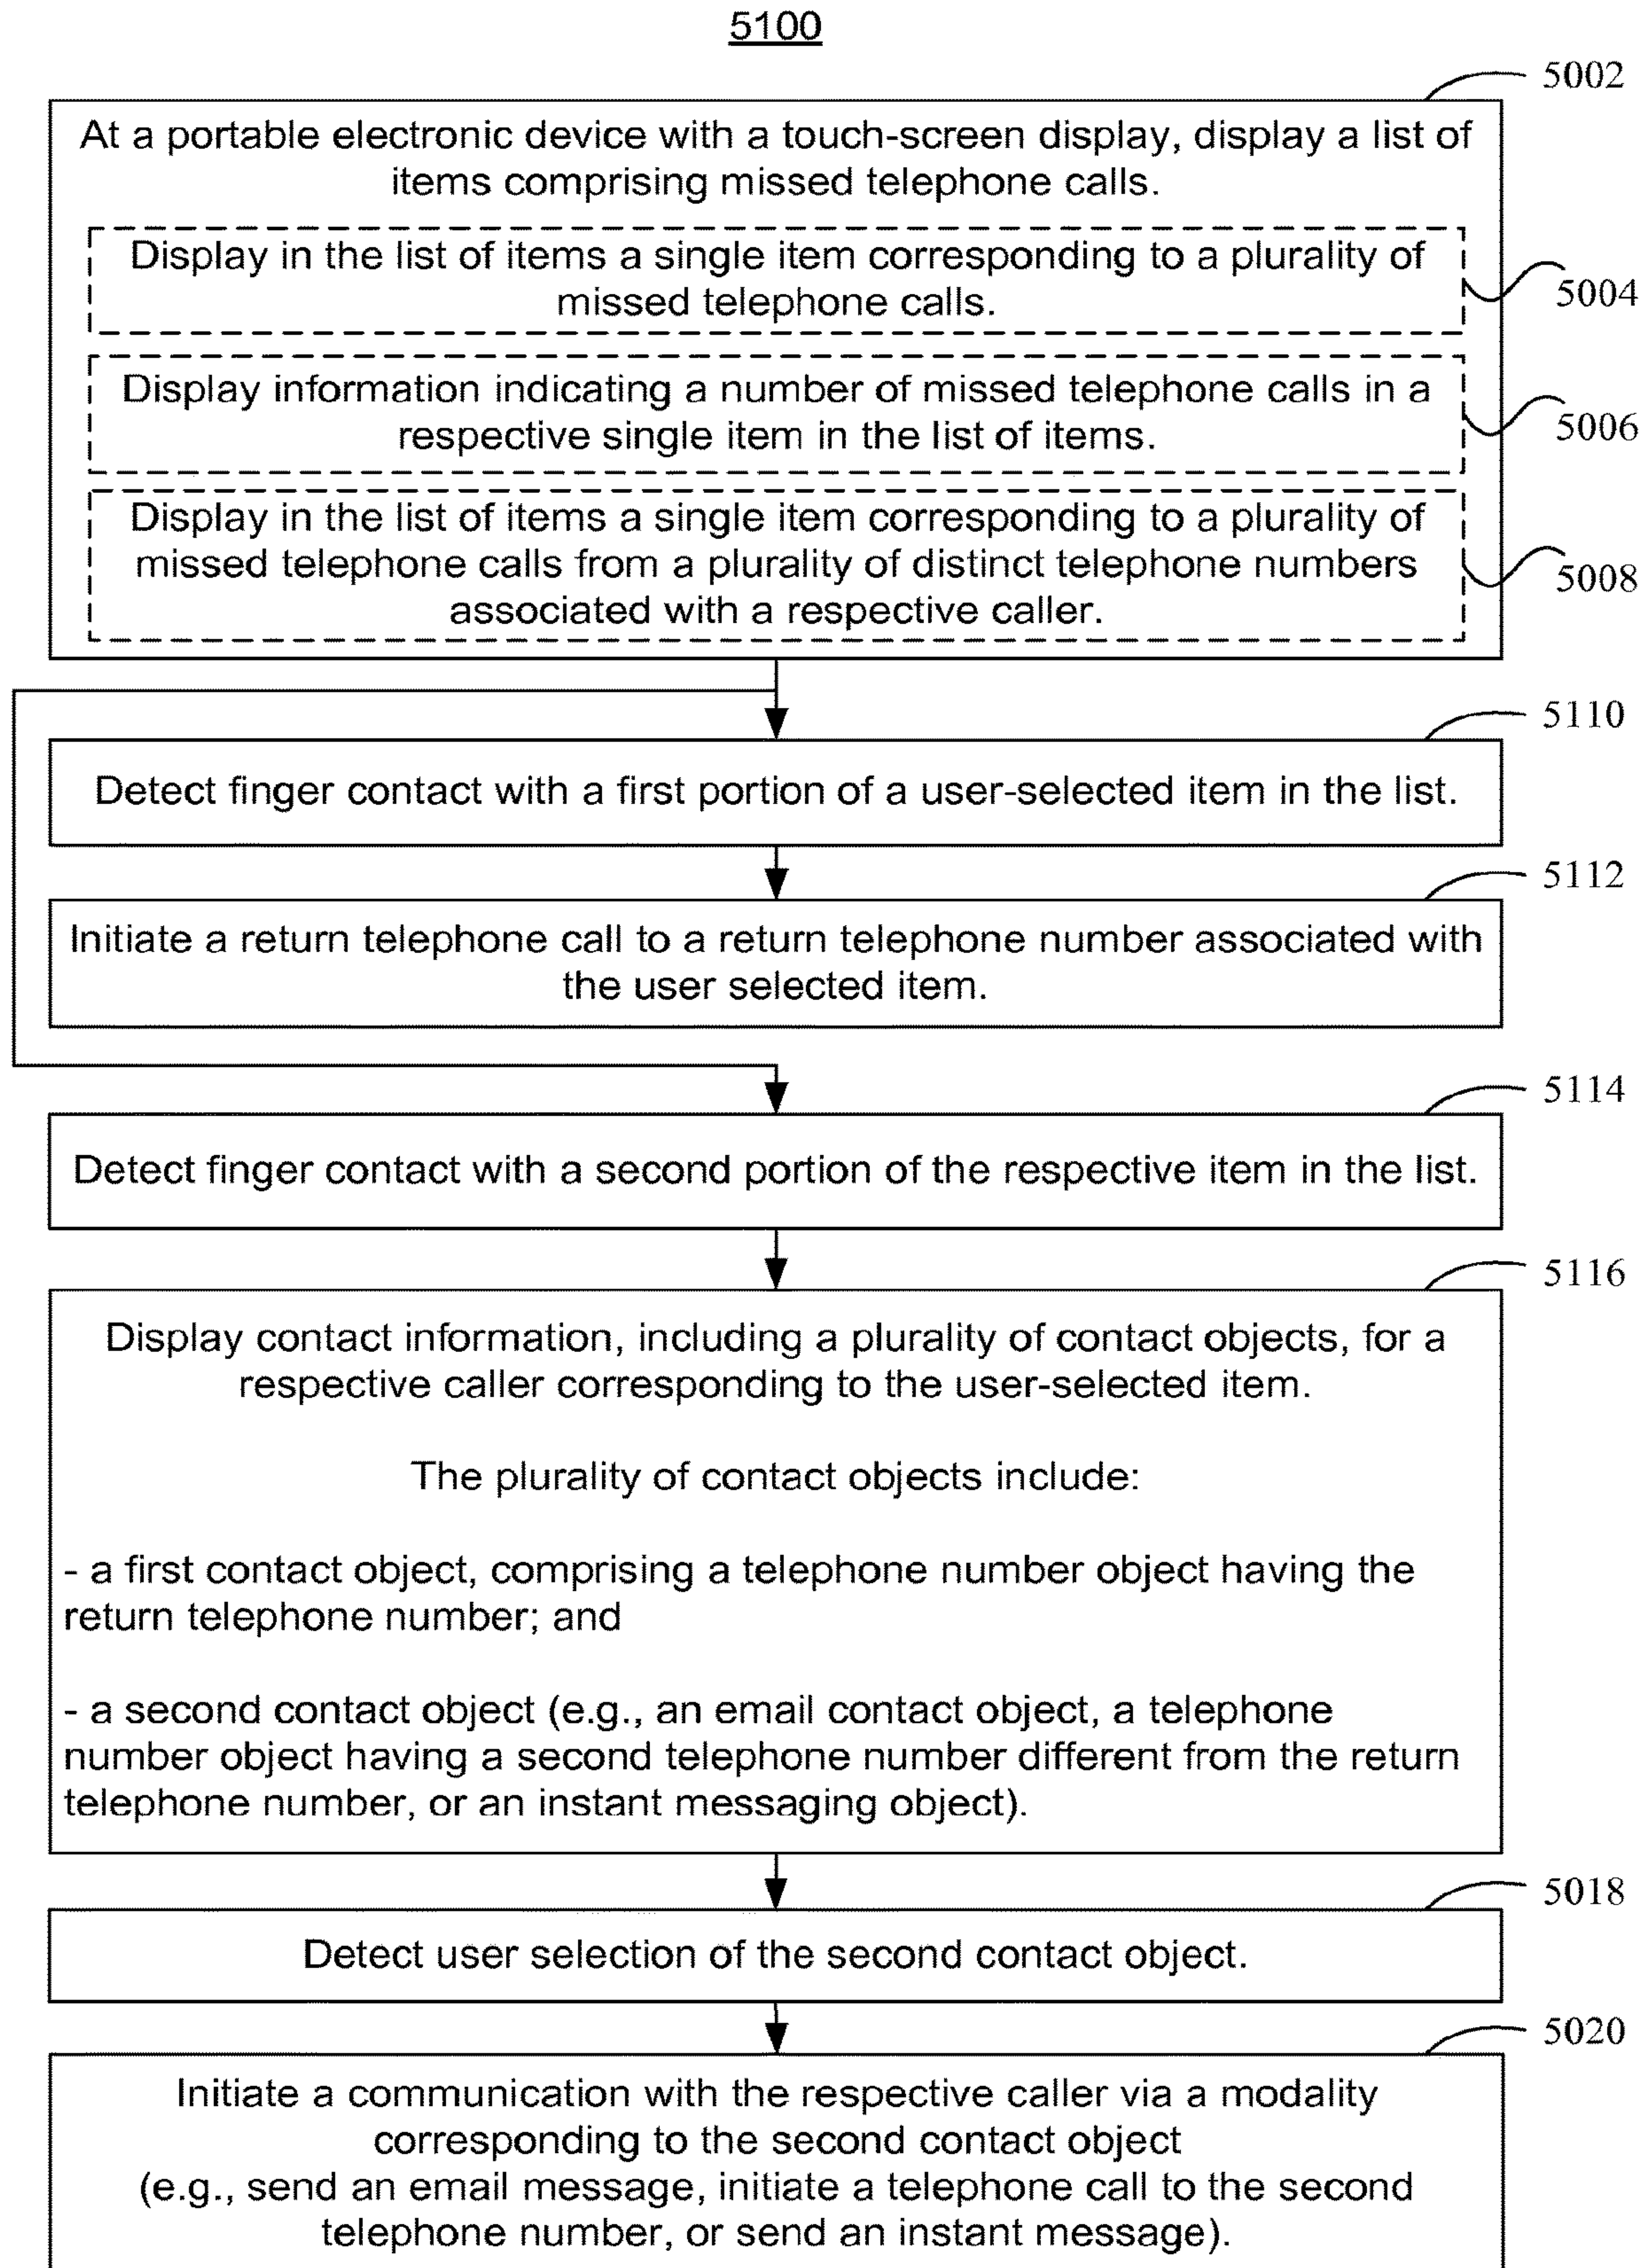 5100
5002
At a portable electronic device with a touch-screen display, display a list of
items comprising missed telephone calls.
Display in the list of items a single item corresponding to a plurality of
missed telephone calls.
5004
Display information indicating a number of missed telephone calls in a
respective single item in the list of items.
5006
Display in the list of items a single item corresponding to a plurality of
missed telephone calls from a plurality of distinct telephone numbers
associated with a respective caller.
5008
5110
Detect finger contact with a first portion of a user-selected item in the list.
5112
Initiate a return telephone call to a return telephone number associated with
the user selected item.
5114
Detect finger contact with a second portion of the respective item in the list.
5116
Display contact information, including a plurality of contact objects, for a
respective caller corresponding to the user-selected item.
The plurality of contact objects include:
- a first contact object, comprising a telephone number object having the
return telephone number; and
- a second contact object (e.g., an email contact object, a telephone
number object having a second telephone number different from the return
telephone number, or an instant messaging object).
5018
Detect user selection of the second contact object.
5020
Initiate a communication with the respective caller via a modality
corresponding to the second contact object
(e.g., send an email message, initiate a telephone call to the second
telephone number, or send an instant message).